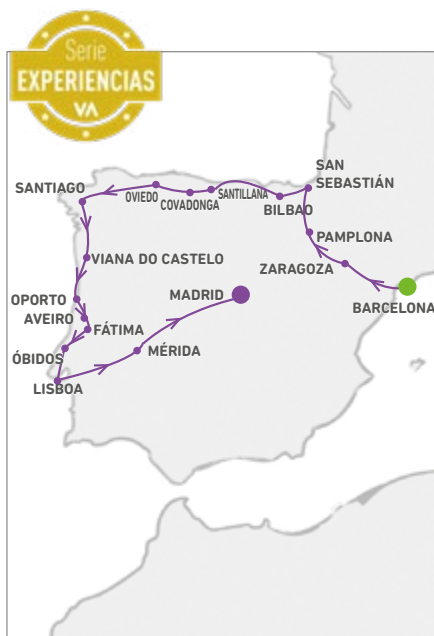 Serie
EXPERIENCIAS
VA
SAN
SEBASTIÁN
SANTIAGO
OVIEDO
COVADONGA
SANTILLANA
BILBAO
PAMPLONA
VIANA DO CASTELO
ZARAGOZA
MADRID
BARCELONA
OPORTO
AVEIRO
FÁTIMA
MÉRIDA
ÓBIDOS
LISBOA